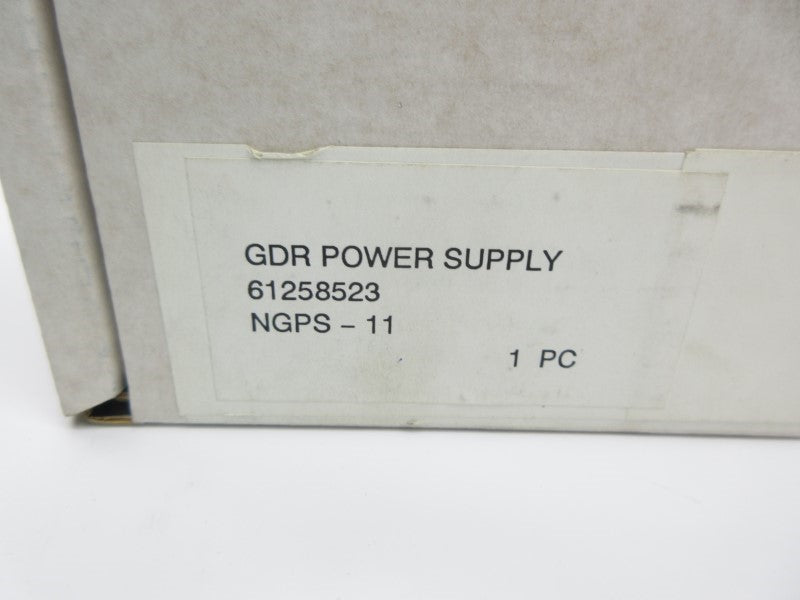 GDR POWER SUPPLY
61258523
NGPS – 11
1 PC